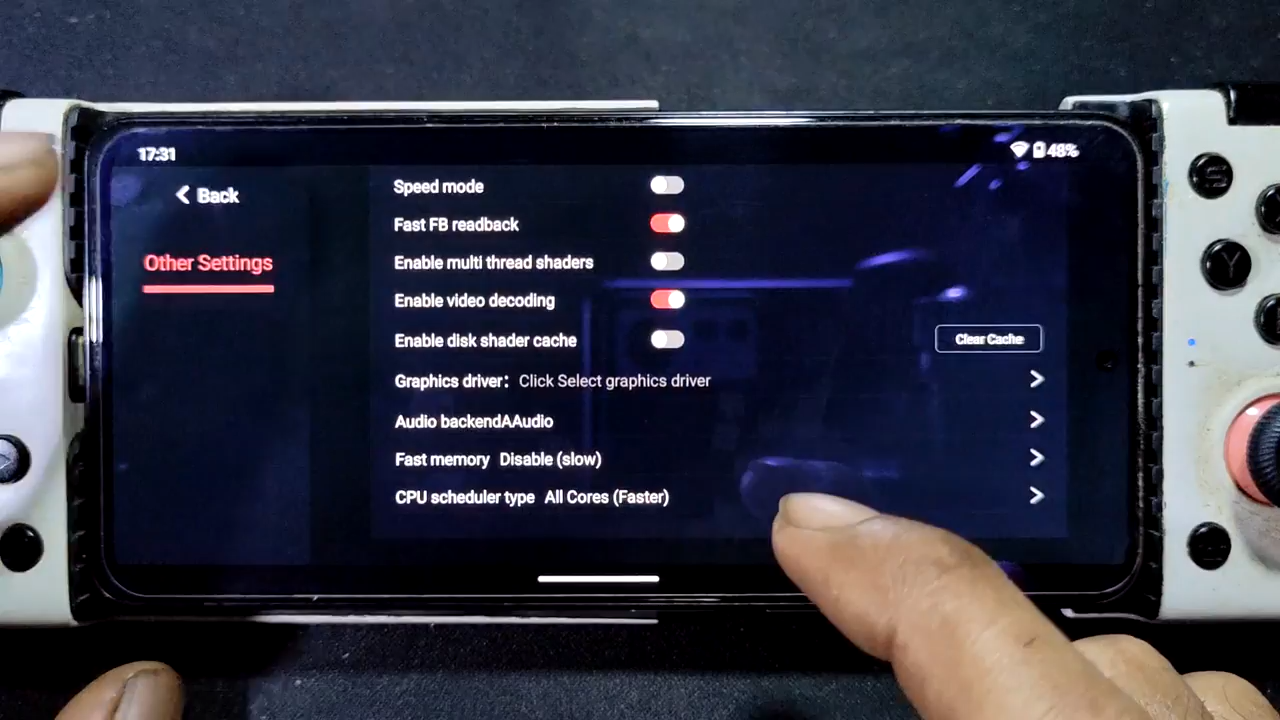 17:31
48%
Back
Other Settings
Speed mode
Fast FB readback
Enable multi thread shaders
Enable video decoding
Enable disk shader cache
Clear Cache
Graphics driver: Click Select graphics driver
Audio backendAAudio
Fast memory Disable (slow)
CPU scheduler type All Cores (Faster)
S
Y